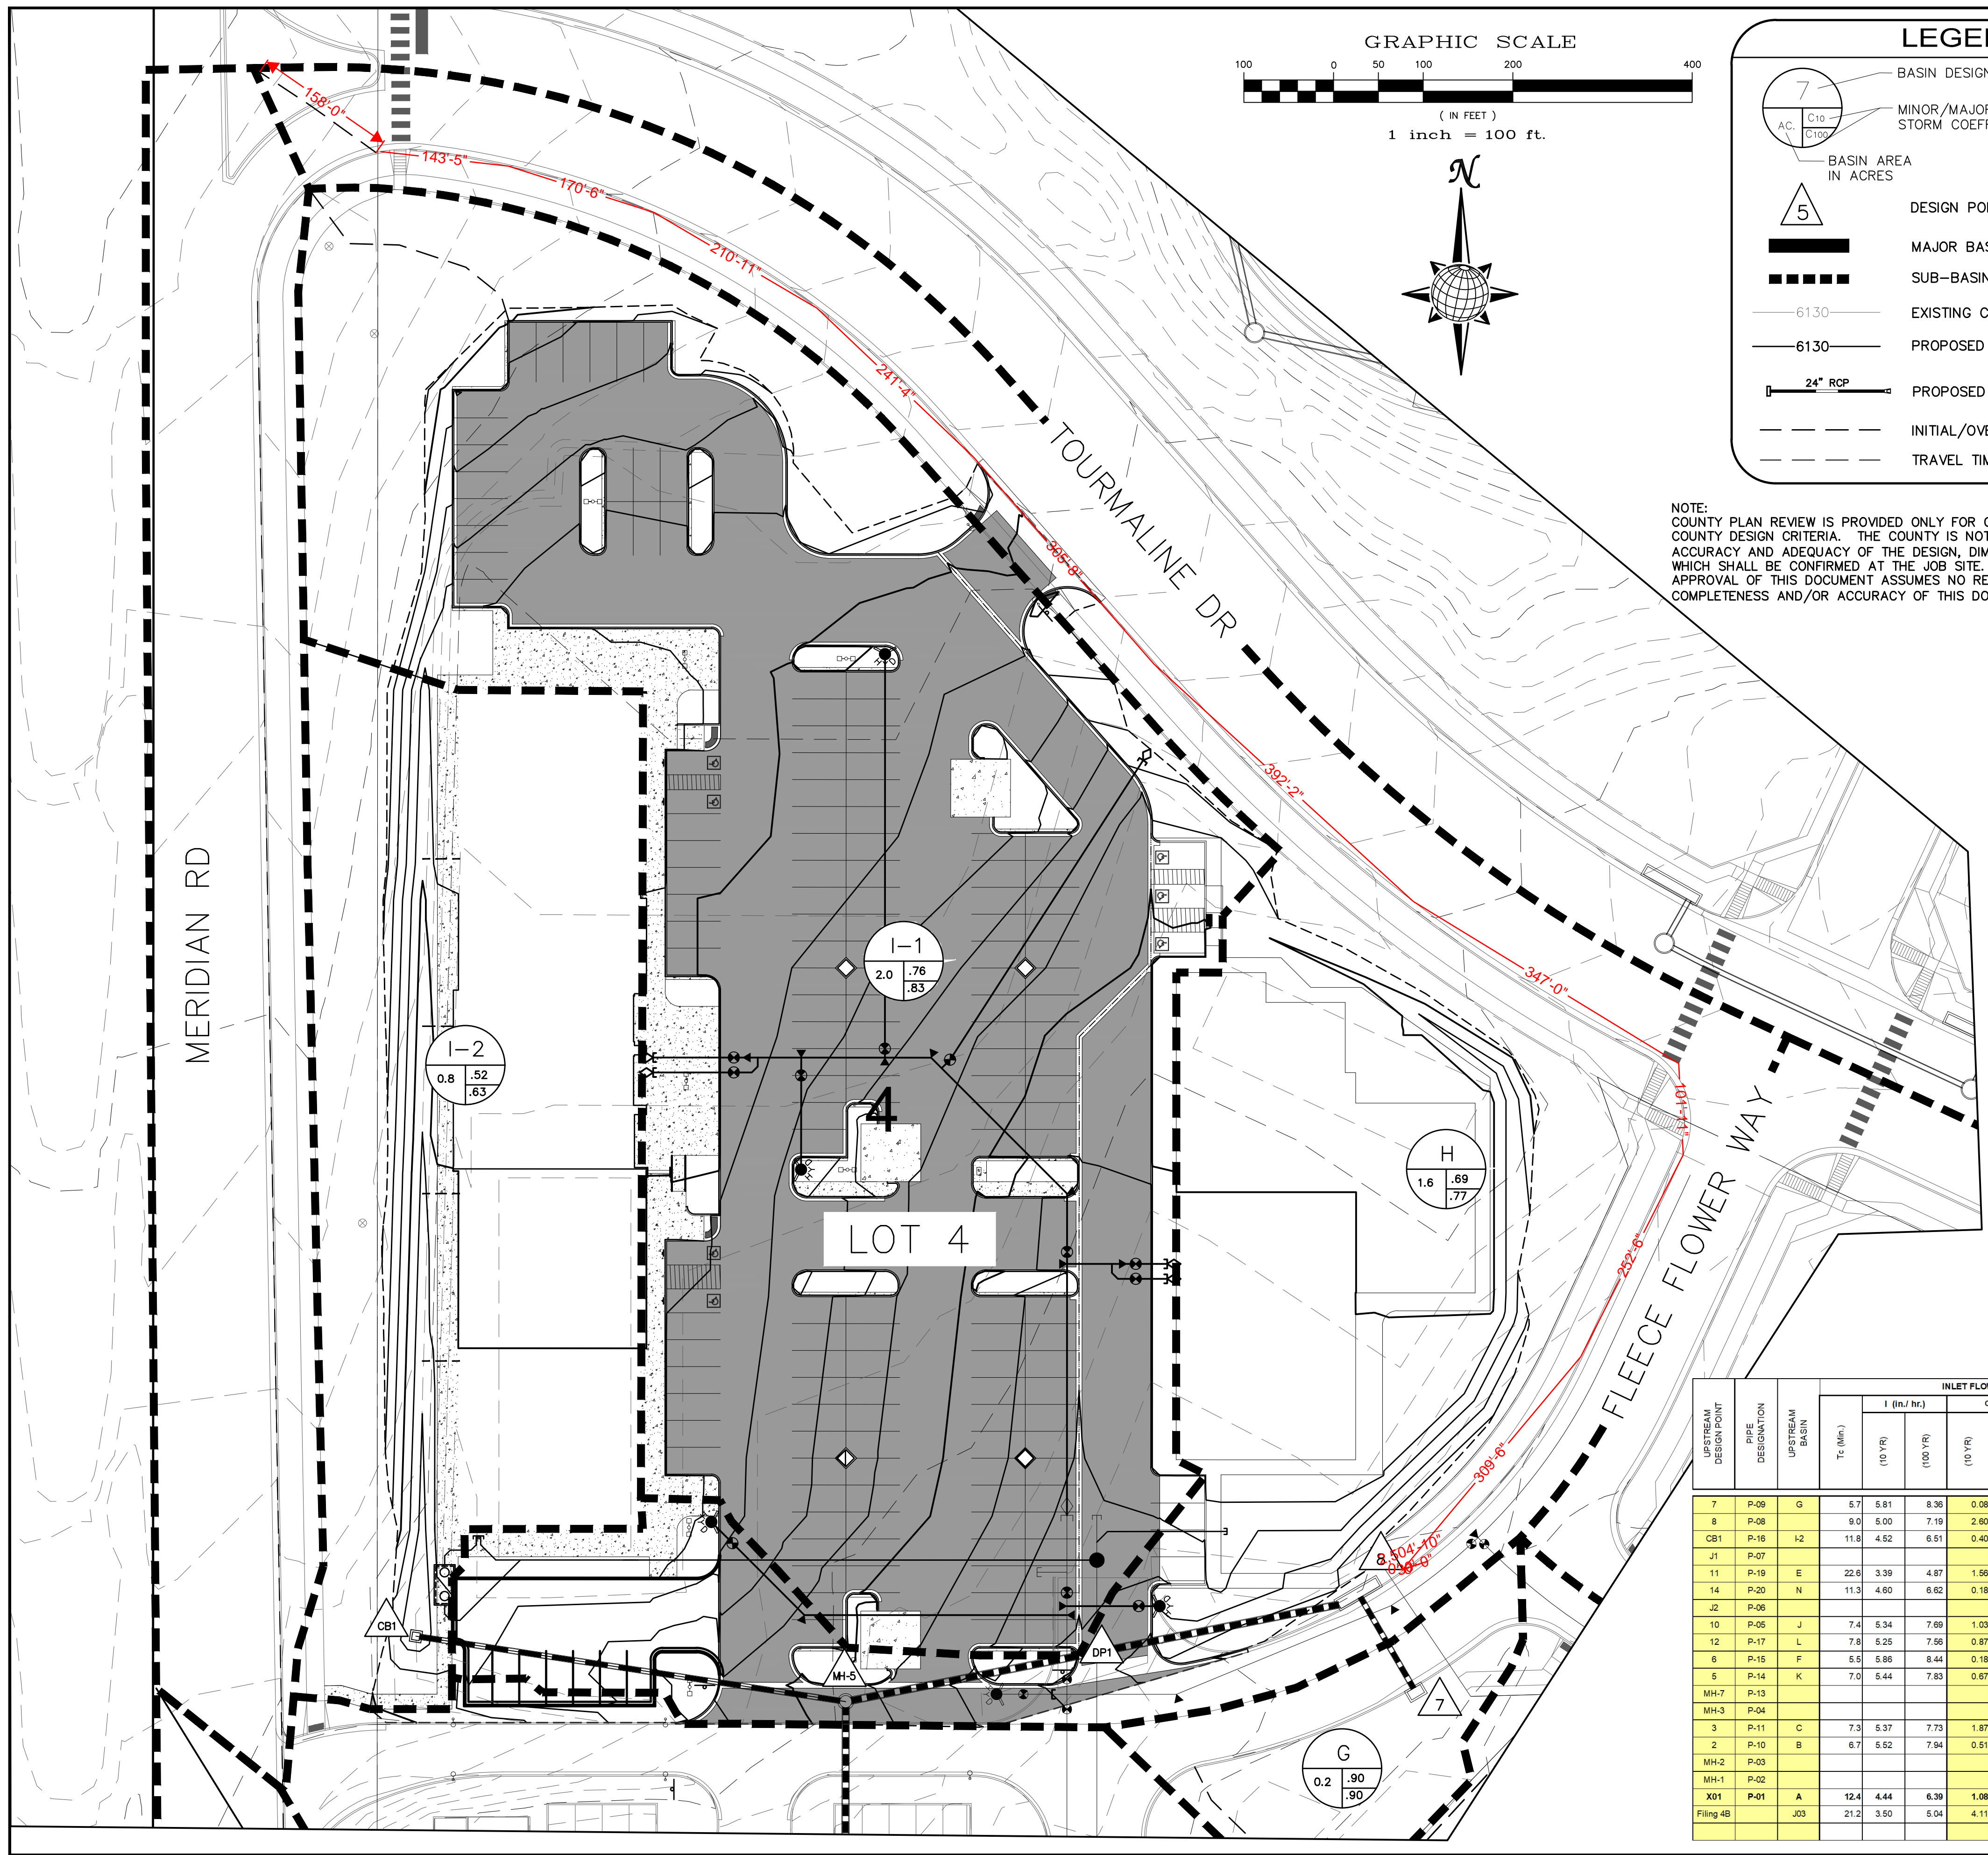 GRAPHIC SCALE
100 0 50 100 200 400
( IN FEET )
1 inch = 100 ft.
N
7
AC.
C10
C100
BASIN AREA
IN ACRES
5
6130
6130
24" RCP
NOTE:
COUNTY PLAN REVIEW IS PROVIDED ONLY FOR
COUNTY DESIGN CRITERIA. THE COUNTY IS NOT
ACCURACY AND ADEQUACY OF THE DESIGN,
WHICH SHALL BE CONFIRMED AT THE JOB SITE.
APPROVAL OF THIS DOCUMENT ASSUMES NO
COMPLETENESS AND/OR ACCURACY OF THIS
BASIN
MINOR/MAJOR
STORM
DESIGN
MAJOR
SUB-BASIN
EXISTING
PROPOSED
PROPOSED
TRAVEL
158'-0"
143'-5"
170'-6"
210'-11"
241'-4"
305'-8"
392'-2"
347'-0"
101'-11"
252'-6"
309'-6"
TOURMALINE DR
MERIDIAN RD
FLEECE FLOWER WAY
I-1
2.0 .76
.83
I-2
0.8 .52
.63
4
LOT 4
H
1.6 .69
.77
8
CB1
MH-5
DP1
7
G
0.2 .90
.90
I (in./ hr.)
UPSTREAM DESIGN POINT
PIPE DESIGNATION
UPSTREAM BASIN
Tc (Min.)
(10 YR)
(100 YR)
(10 YR)
7 P-09 G 5.7 5.81 8.36 0.08
8 P-08 9.0 5.00 7.19 2.60
CB1 P-16 I-2 11.8 4.52 6.51 0.40
J1 P-07
11 P-19 E 22.6 3.39 4.87 1.56
14 P-20 N 11.3 4.60 6.62 0.18
J2 P-06
10 P-05 J 7.4 5.34 7.69 1.03
12 P-17 L 7.8 5.25 7.56 0.87
6 P-15 F 5.5 5.86 8.44 0.18
5 P-14 K 7.0 5.44 7.83 0.67
MH-7 P-13
MH-3 P-04
3 P-11 C 7.3 5.37 7.73 1.87
2 P-10 B 6.7 5.52 7.94 0.51
MH-2 P-03
MH-1 P-02
X01 P-01 A 12.4 4.44 6.39 1.08
Filing 4B J03 21.2 3.50 5.04 4.11